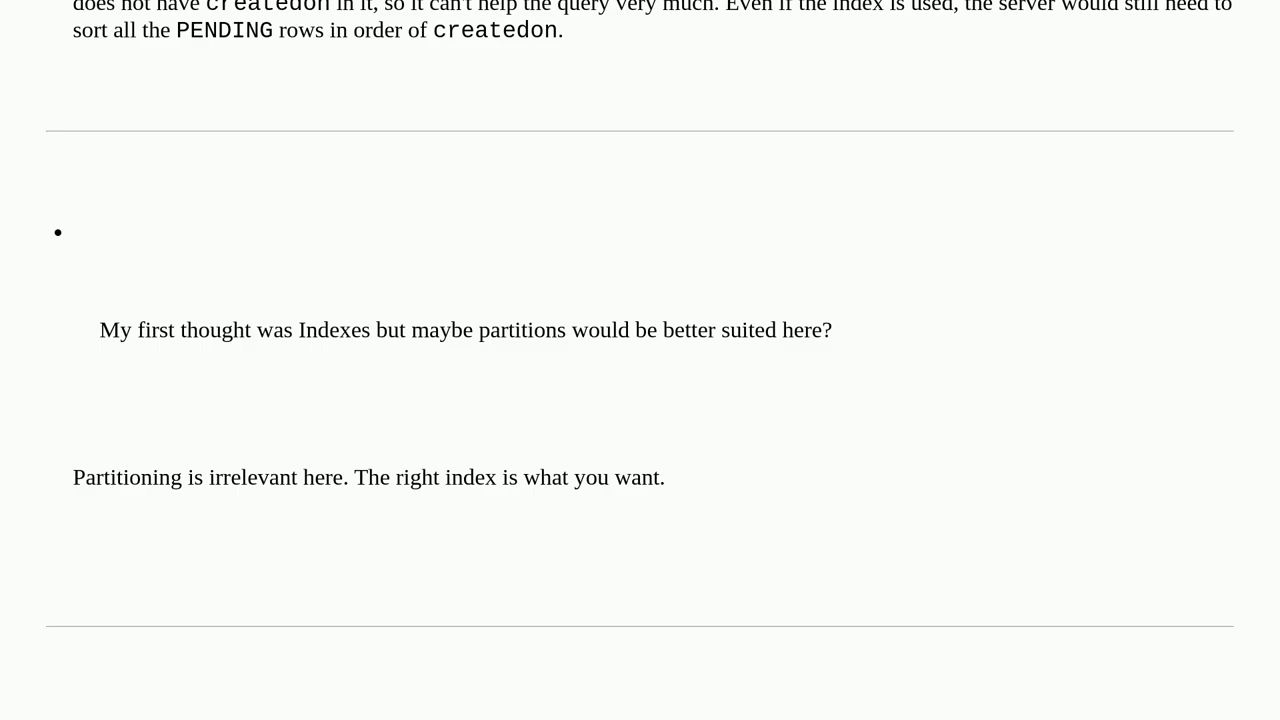 does not have createdon in it, so it can't help the query very much. Even if the index is used, the server would still need to
sort all the PENDING rows in order of createdon.
My first thought was Indexes but maybe partitions would be better suited here?
Partitioning is irrelevant here. The right index is what you want.